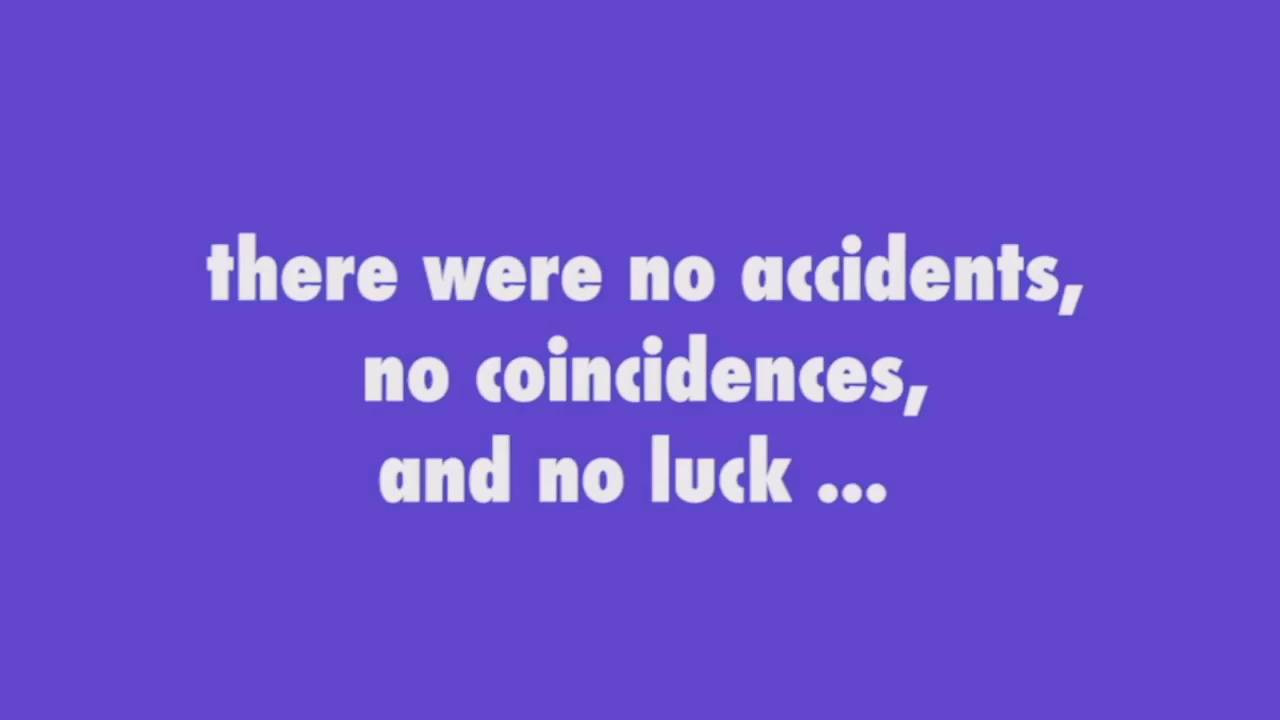 there were no accidents,
no coincidences,
and no luck ...